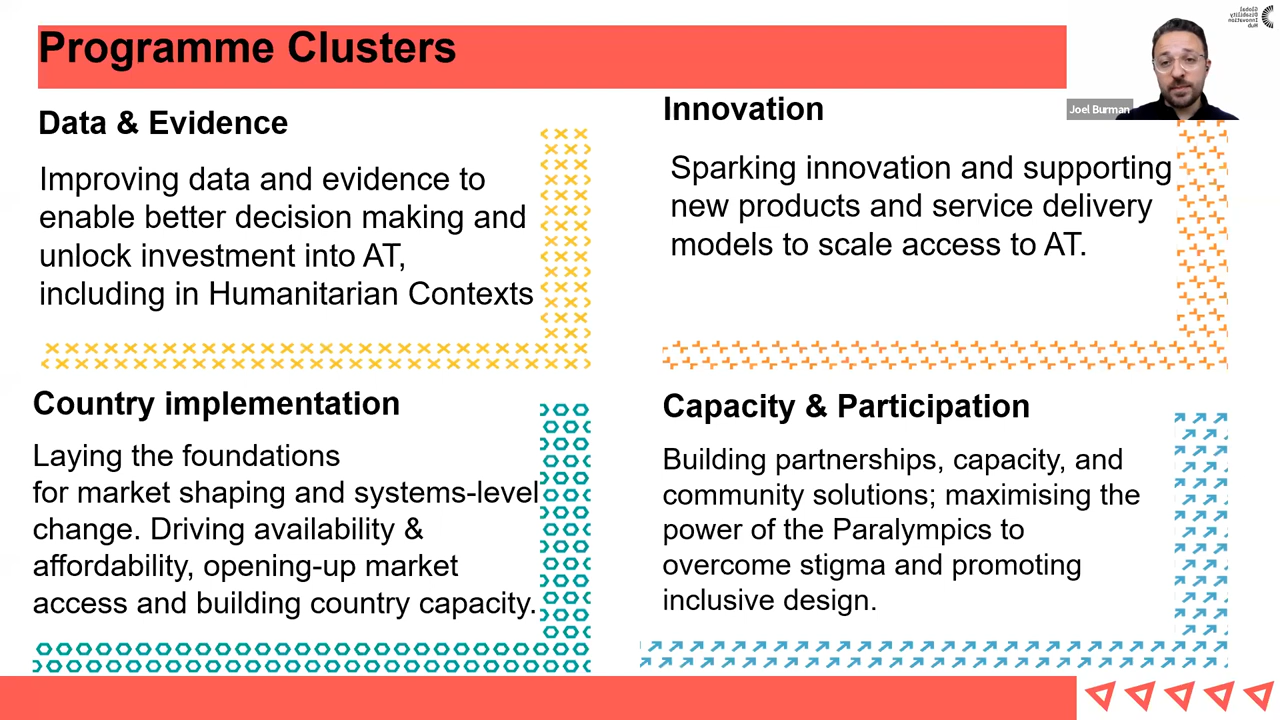 Programme Clusters
Data & Evidence
Improving data and evidence to
enable better decision making and
unlock investment into AT,
including in Humanitarian Contexts
Innovation
Sparking innovation and supporting
new products and service delivery
models to scale access to AT.
Country implementation
Laying the foundations
for market shaping and systems-level
change. Driving availability &
affordability, opening-up market
access and building country capacity.
Capacity & Participation
Building partnerships, capacity, and
community solutions; maximising the
power of the Paralympics to
overcome stigma and promoting
inclusive design.
Joel Burman
Global
Disability
Innovation
Hub